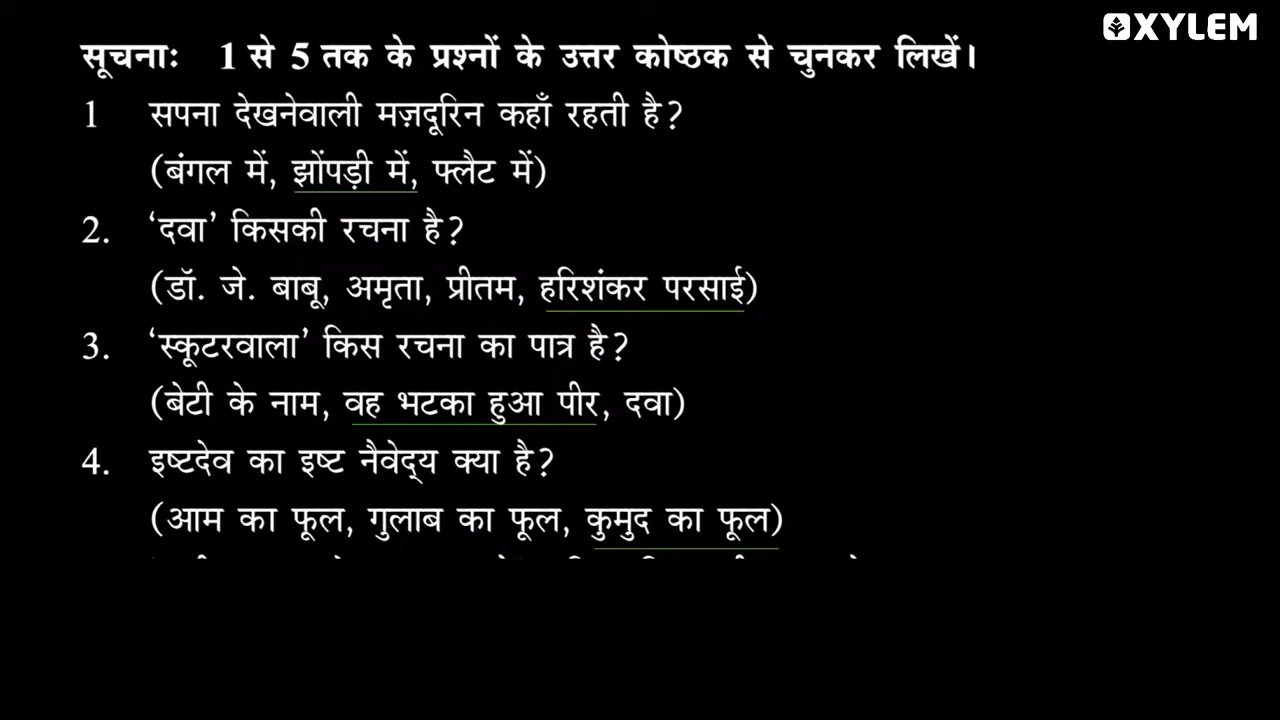 OXYLEM
सूचनाः 1 से 5 तक के प्रश्नों के उत्तर कोष्ठक से चुनकर लिखें।
1 सपना देखनेवाली मज़दूरिन कहाँ रहती है?
(बंगल में, झोंपड़ी में, फ्लैट में)
2. ‘दवा’ किसकी रचना है?
(डॉ. जे. बाबू, अमृता, प्रीतम, हरिशंकर परसाई)
3. ‘स्कूटरवाला’ किस रचना का पात्र है?
(बेटी के नाम, वह भटका हुआ पीर, दवा)
4. इष्टदेव का इष्ट नैवेद्य क्या है?
(आम का फूल, गुलाब का फूल, कुमुद का फूल)